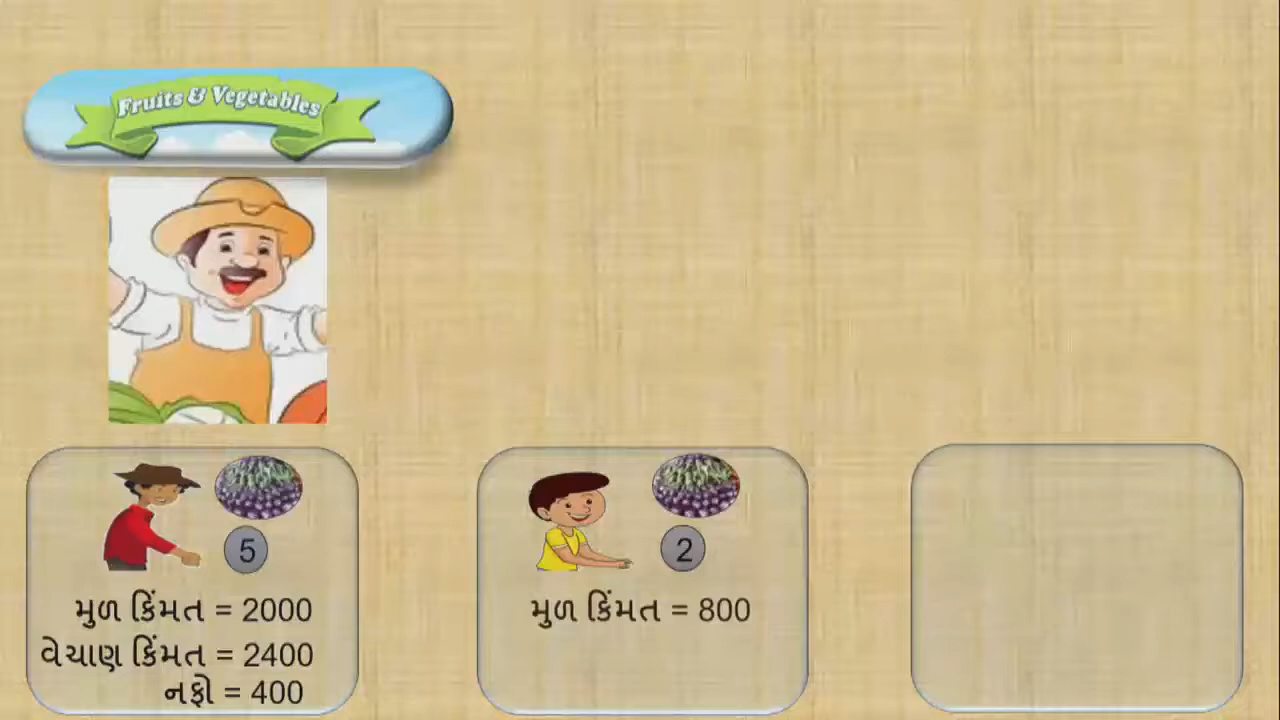 Fruits & Vegetables
5
મુળ કિંમત = 2000
વેચાણ કિંમત = 2400
નફો = 400
2
મુળ કિંમત = 800